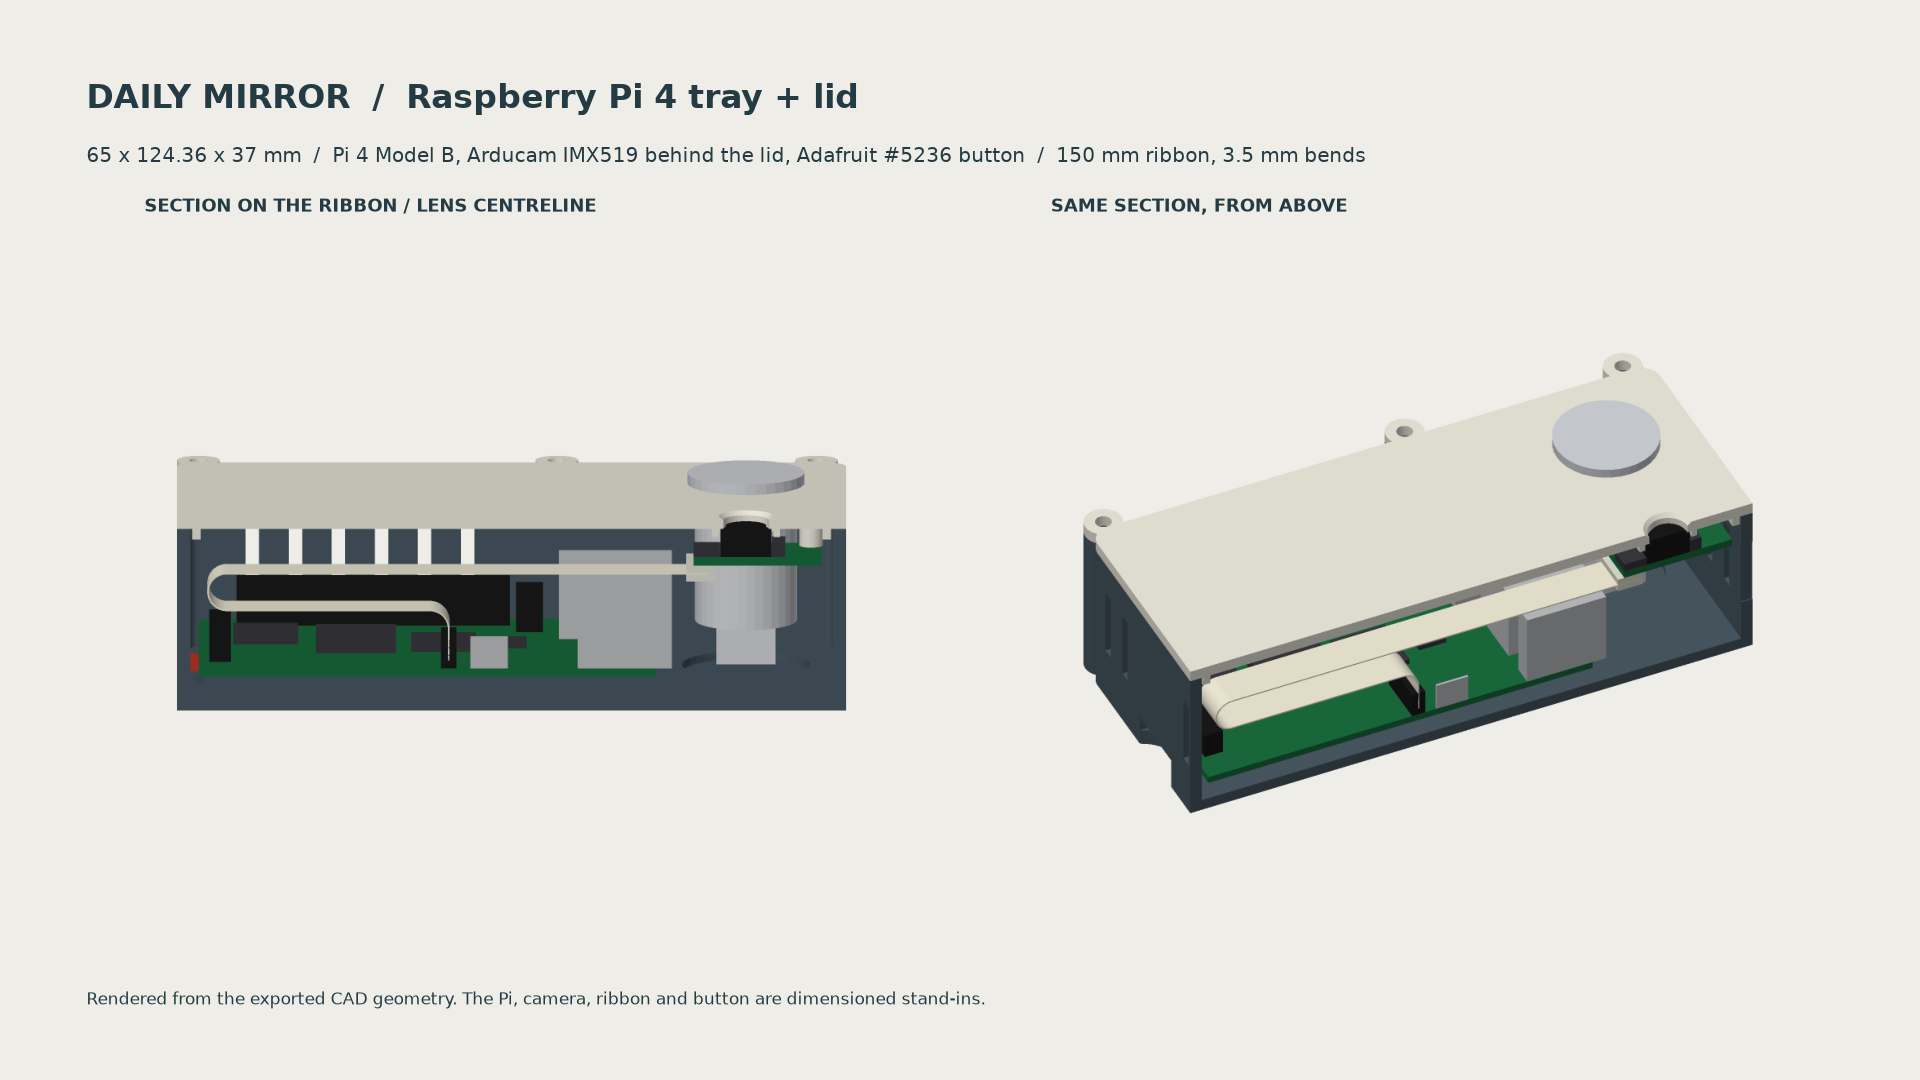 DAILY MIRROR / Raspberry Pi 4 tray + lid
65 x 124.36 x 37 mm / Pi 4 Model B, Arducam IMX519 behind the lid, Adafruit #5236 button / 150 mm ribbon, 3.5 mm bends
SECTION ON THE RIBBON / LENS CENTRELINE
SAME SECTION, FROM ABOVE
Rendered from the exported CAD geometry. The Pi, camera, ribbon and button are dimensioned stand-ins.